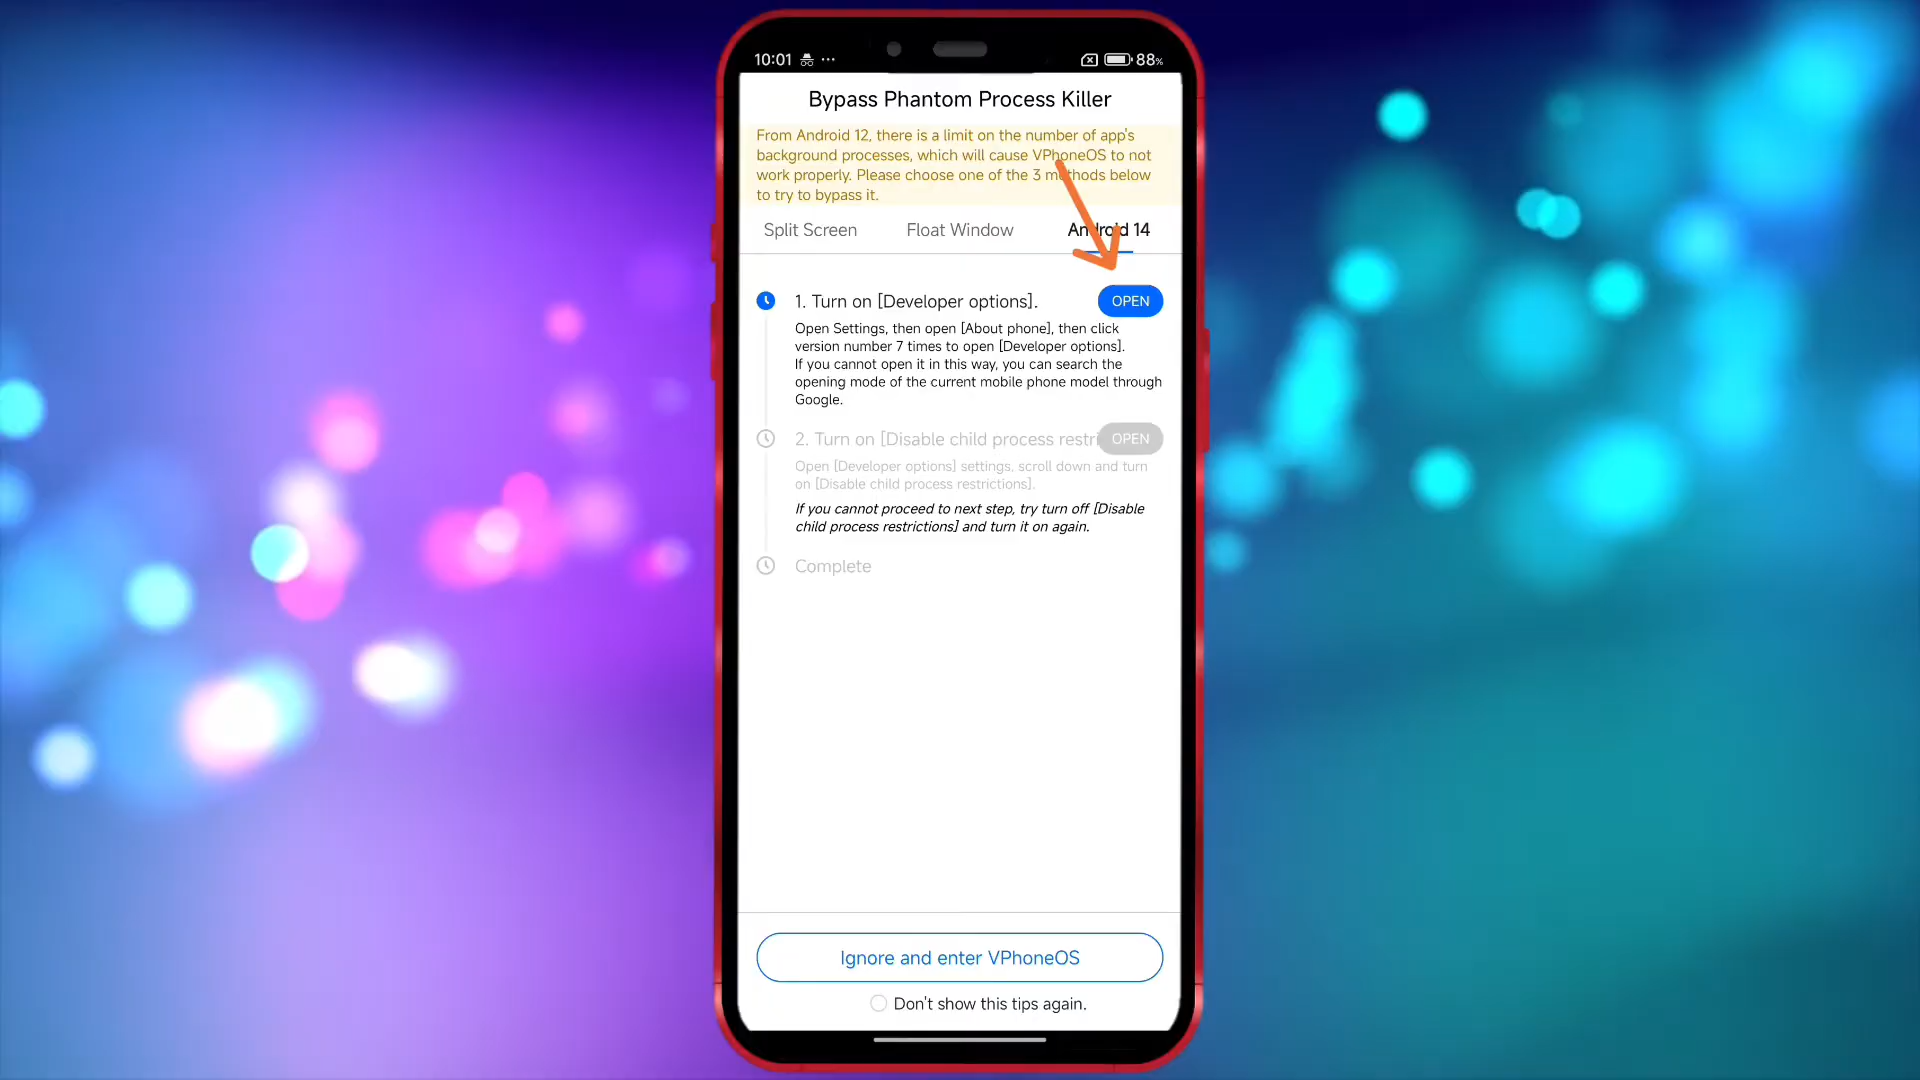 10:01 ... 88%
Bypass Phantom Process Killer
From Android 12, there is a limit on the number of app's
background processes, which will cause VPhoneOS to not
work properly. Please choose one of the 3 methods below
to try to bypass it.
Split Screen Float Window Android 14
1. Turn on [Developer options]. OPEN
Open Settings, then open [About phone], then click
version number 7 times to open [Developer options].
If you cannot open it in this way, you can search the
opening mode of the current mobile phone model through
Google.
2. Turn on [Disable child process restri OPEN
Open [Developer options] settings, scroll down and turn
on [Disable child process restrictions].
If you cannot proceed to next step, try turn off [Disable
child process restrictions] and turn it on again.
Complete
Ignore and enter VPhoneOS
Don't show this tips again.